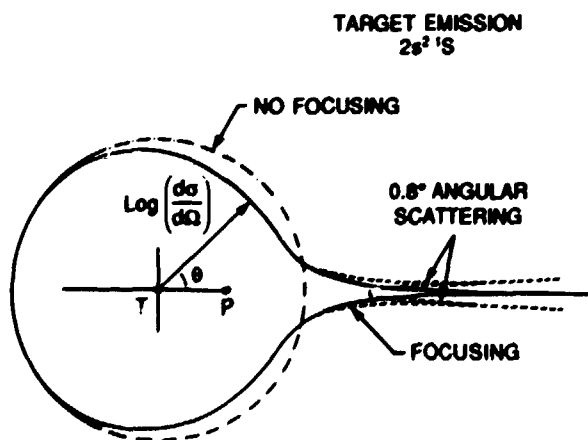 TARGET EMISSION
2s² ¹S
NO FOCUSING
Log (dσ/dΩ)
0.8° ANGULAR
SCATTERING
θ
T
P
FOCUSING